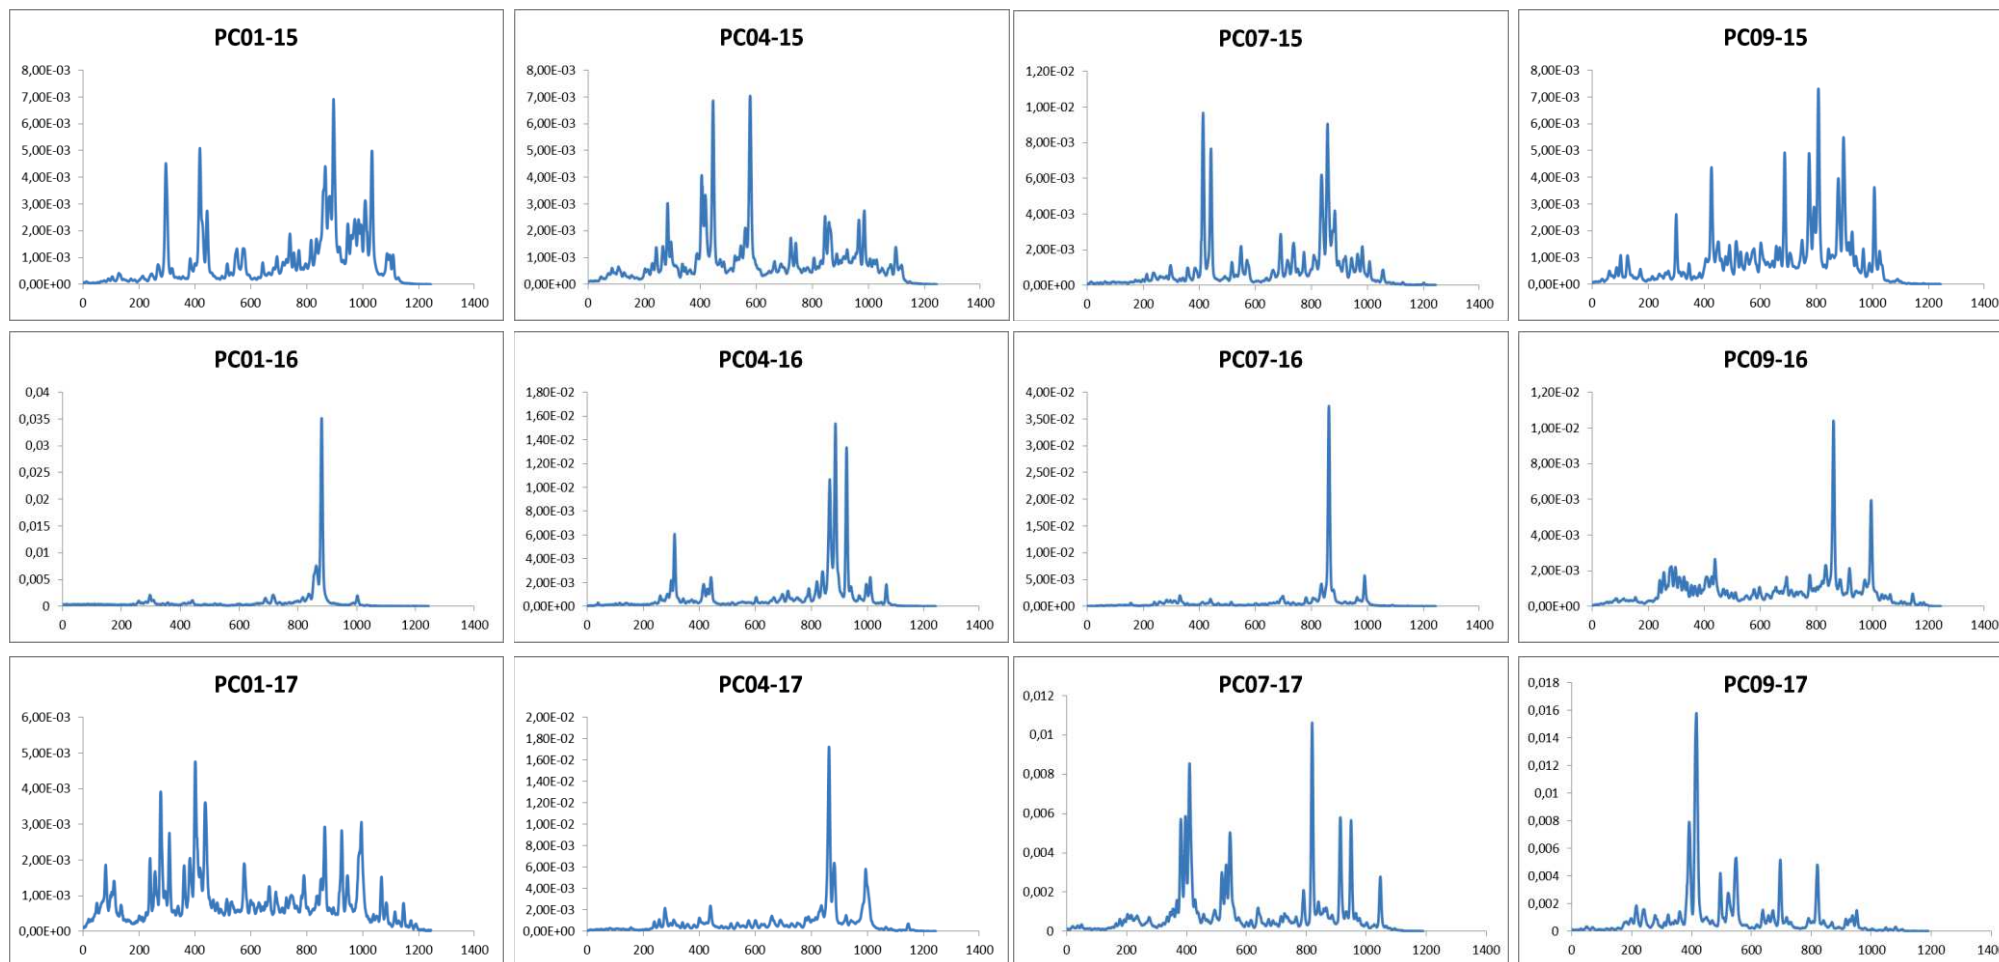 PC01-15
8,00E-03
7,00E-03
6,00E-03
5,00E-03
4,00E-03
3,00E-03
2,00E-03
1,00E-03
0,00E+00
0 200 400 600 800 1000 1200 1400
PC04-15
8,00E-03
7,00E-03
6,00E-03
5,00E-03
4,00E-03
3,00E-03
2,00E-03
1,00E-03
0,00E+00
0 200 400 600 800 1000 1200 1400
PC07-15
1,20E-02
1,00E-02
8,00E-03
6,00E-03
4,00E-03
2,00E-03
0,00E+00
0 200 400 600 800 1000 1200 1400
PC09-15
8,00E-03
7,00E-03
6,00E-03
5,00E-03
4,00E-03
3,00E-03
2,00E-03
1,00E-03
0,00E+00
0 200 400 600 800 1000 1200 1400
PC01-16
0,04
0,035
0,03
0,025
0,02
0,015
0,01
0,005
0
0 200 400 600 800 1000 1200 1400
PC04-16
1,80E-02
1,60E-02
1,40E-02
1,20E-02
1,00E-02
8,00E-03
6,00E-03
4,00E-03
2,00E-03
0,00E+00
0 200 400 600 800 1000 1200 1400
PC07-16
4,00E-02
3,50E-02
3,00E-02
2,50E-02
2,00E-02
1,50E-02
1,00E-02
5,00E-03
0,00E+00
0 200 400 600 800 1000 1200 1400
PC09-16
1,20E-02
1,00E-02
8,00E-03
6,00E-03
4,00E-03
2,00E-03
0,00E+00
0 200 400 600 800 1000 1200 1400
PC01-17
6,00E-03
5,00E-03
4,00E-03
3,00E-03
2,00E-03
1,00E-03
0,00E+00
0 200 400 600 800 1000 1200 1400
PC04-17
2,00E-02
1,80E-02
1,60E-02
1,40E-02
1,20E-02
1,00E-02
8,00E-03
6,00E-03
4,00E-03
2,00E-03
0,00E+00
0 200 400 600 800 1000 1200 1400
PC07-17
0,012
0,01
0,008
0,006
0,004
0,002
0
0 200 400 600 800 1000 1200 1400
PC09-17
0,018
0,016
0,014
0,012
0,01
0,008
0,006
0,004
0,002
0
0 200 400 600 800 1000 1200 1400